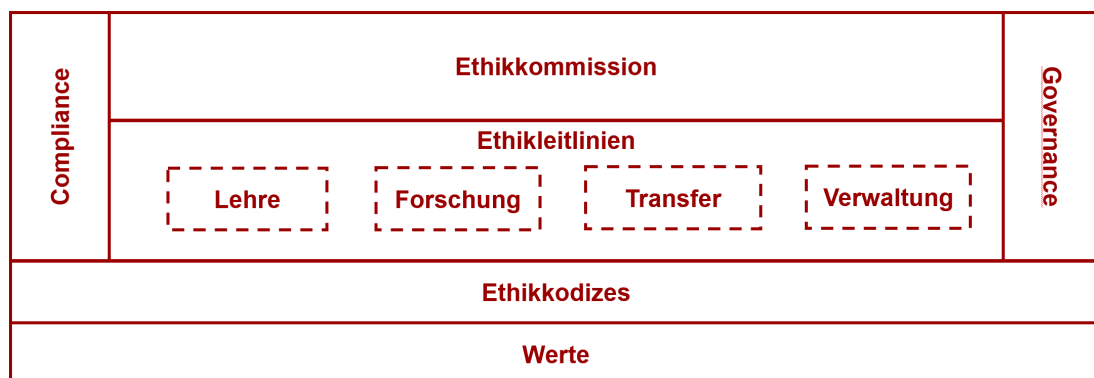 Compliance
Ethikkommission
Governance
Ethikleitlinien
Lehre
Forschung
Transfer
Verwaltung
Ethikkodizes
Werte